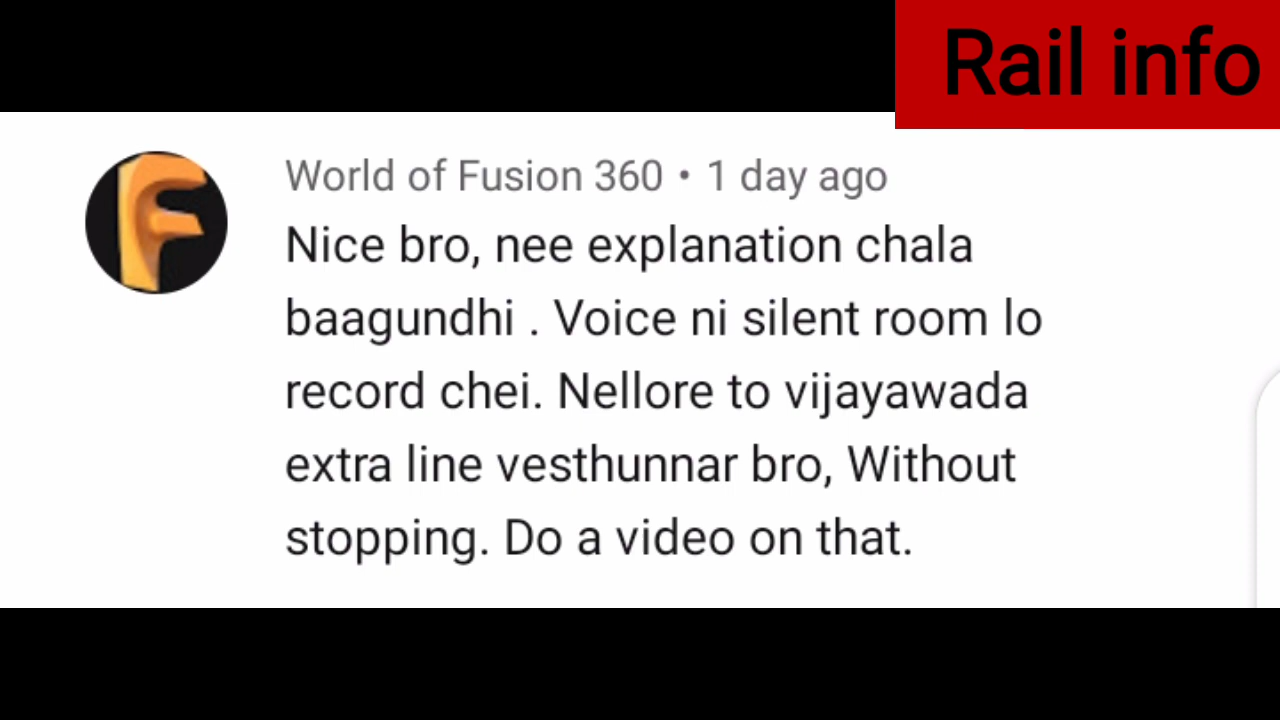 Rail info
World of Fusion 360 • 1 day ago
Nice bro, nee explanation chala
baagundhi . Voice ni silent room lo
record chei. Nellore to vijayawada
extra line vesthunnar bro, Without
stopping. Do a video on that.